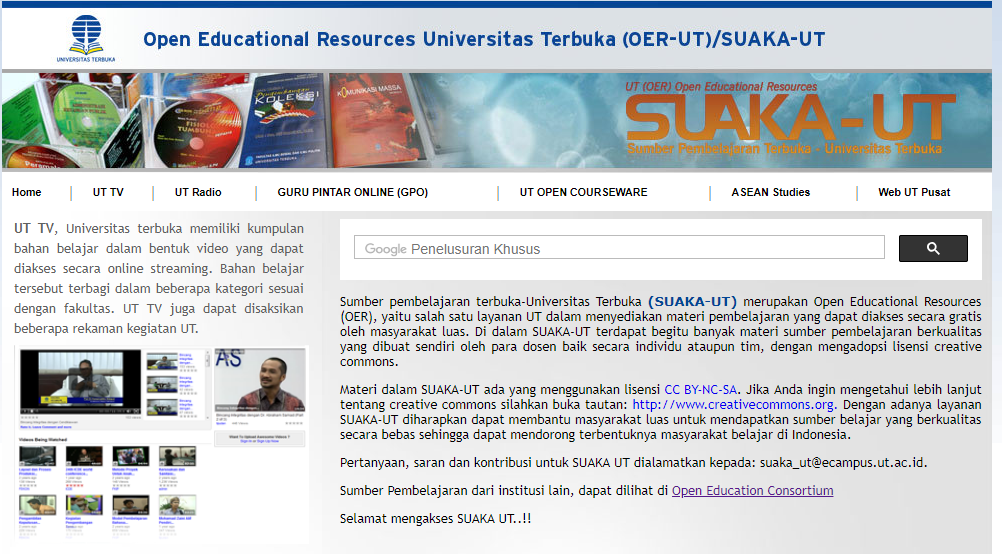 UNIVERSITAS TERBUKA
Open Educational Resources Universitas Terbuka (OER-UT)/SUAKA-UT
KOLEKSI
KOMUNIKASI MASSA
UT (OER) Open Educational Resources
SUAKA-UT
Sumber Pembelajaran Terbuka - Universitas Terbuka
Home
UT TV
UT Radio
GURU PINTAR ONLINE (GPO)
UT OPEN COURSEWARE
ASEAN Studies
Web UT Pusat
UT TV, Universitas terbuka memiliki kumpulan
bahan belajar dalam bentuk video yang dapat
diakses secara online streaming. Bahan belajar
tersebut terbagi dalam beberapa kategori sesuai
dengan fakultas. UT TV juga dapat disaksikan
beberapa rekaman kegiatan UT.
Videos Being Watched
Google Penelusuran Khusus
Sumber pembelajaran terbuka-Universitas Terbuka (SUAKA-UT) merupakan Open Educational Resources
(OER), yaitu salah satu layanan UT dalam menyediakan materi pembelajaran yang dapat diakses secara gratis
oleh masyarakat luas. Di dalam SUAKA-UT terdapat begitu banyak materi sumber pembelajaran berkualitas
yang dibuat sendiri oleh para dosen baik secara individu ataupun tim, dengan mengadopsi lisensi creative
commons.
Materi dalam SUAKA-UT ada yang menggunakan lisensi CC BY-NC-SA. Jika Anda ingin mengetahui lebih lanjut
tentang creative commons silahkan buka tautan: http://www.creativecommons.org. Dengan adanya layanan
SUAKA-UT diharapkan dapat membantu masyarakat luas untuk mendapatkan sumber belajar yang berkualitas
secara bebas sehingga dapat mendorong terbentuknya masyarakat belajar di Indonesia.
Pertanyaan, saran dan kontribusi untuk SUAKA UT dialamatkan kepada: suaka_ut@ecampus.ut.ac.id.
Sumber Pembelajaran dari institusi lain, dapat dilihat di Open Education Consortium
Selamat mengakses SUAKA UT..!!